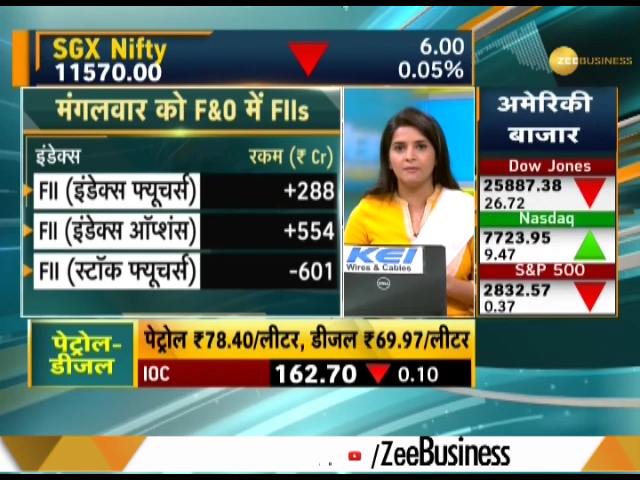 SGX Nifty
11570.00
6.00
0.05%
ZEEBUSINESS
मंगलवार को F&O में FIIs
इंडेक्स रकम (₹ Cr)
FII (इंडेक्स फ्यूचर्स) +288
FII (इंडेक्स ऑप्शंस) +554
FII (स्टॉक फ्यूचर्स) -601
KEI
Wires & Cables
DELL
अमेरिकी
बाजार
Dow Jones
25887.38
26.72
Nasdaq
7723.95
9.47
S&P 500
2832.57
0.37
पेट्रोल-
डीजल
पेट्रोल ₹78.40/लीटर, डीजल ₹69.97/लीटर
IOC 162.70 0.10
/ZeeBusiness